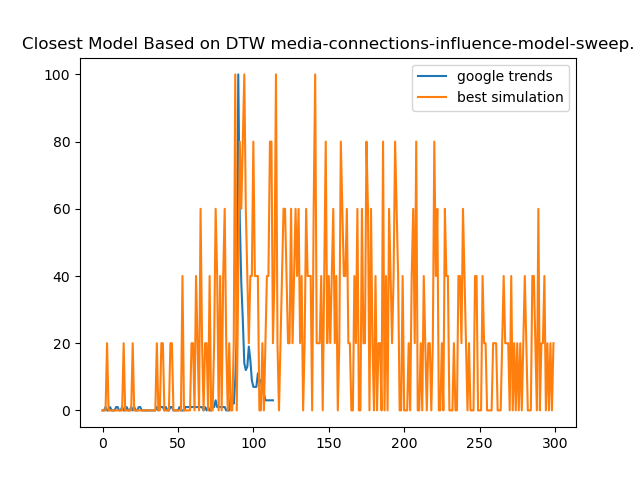 Closest Model Based on DTW media-connections-influence-model-sweep.
google trends
best simulation
100
80
60
40
20
0
0 50 100 150 200 250 300